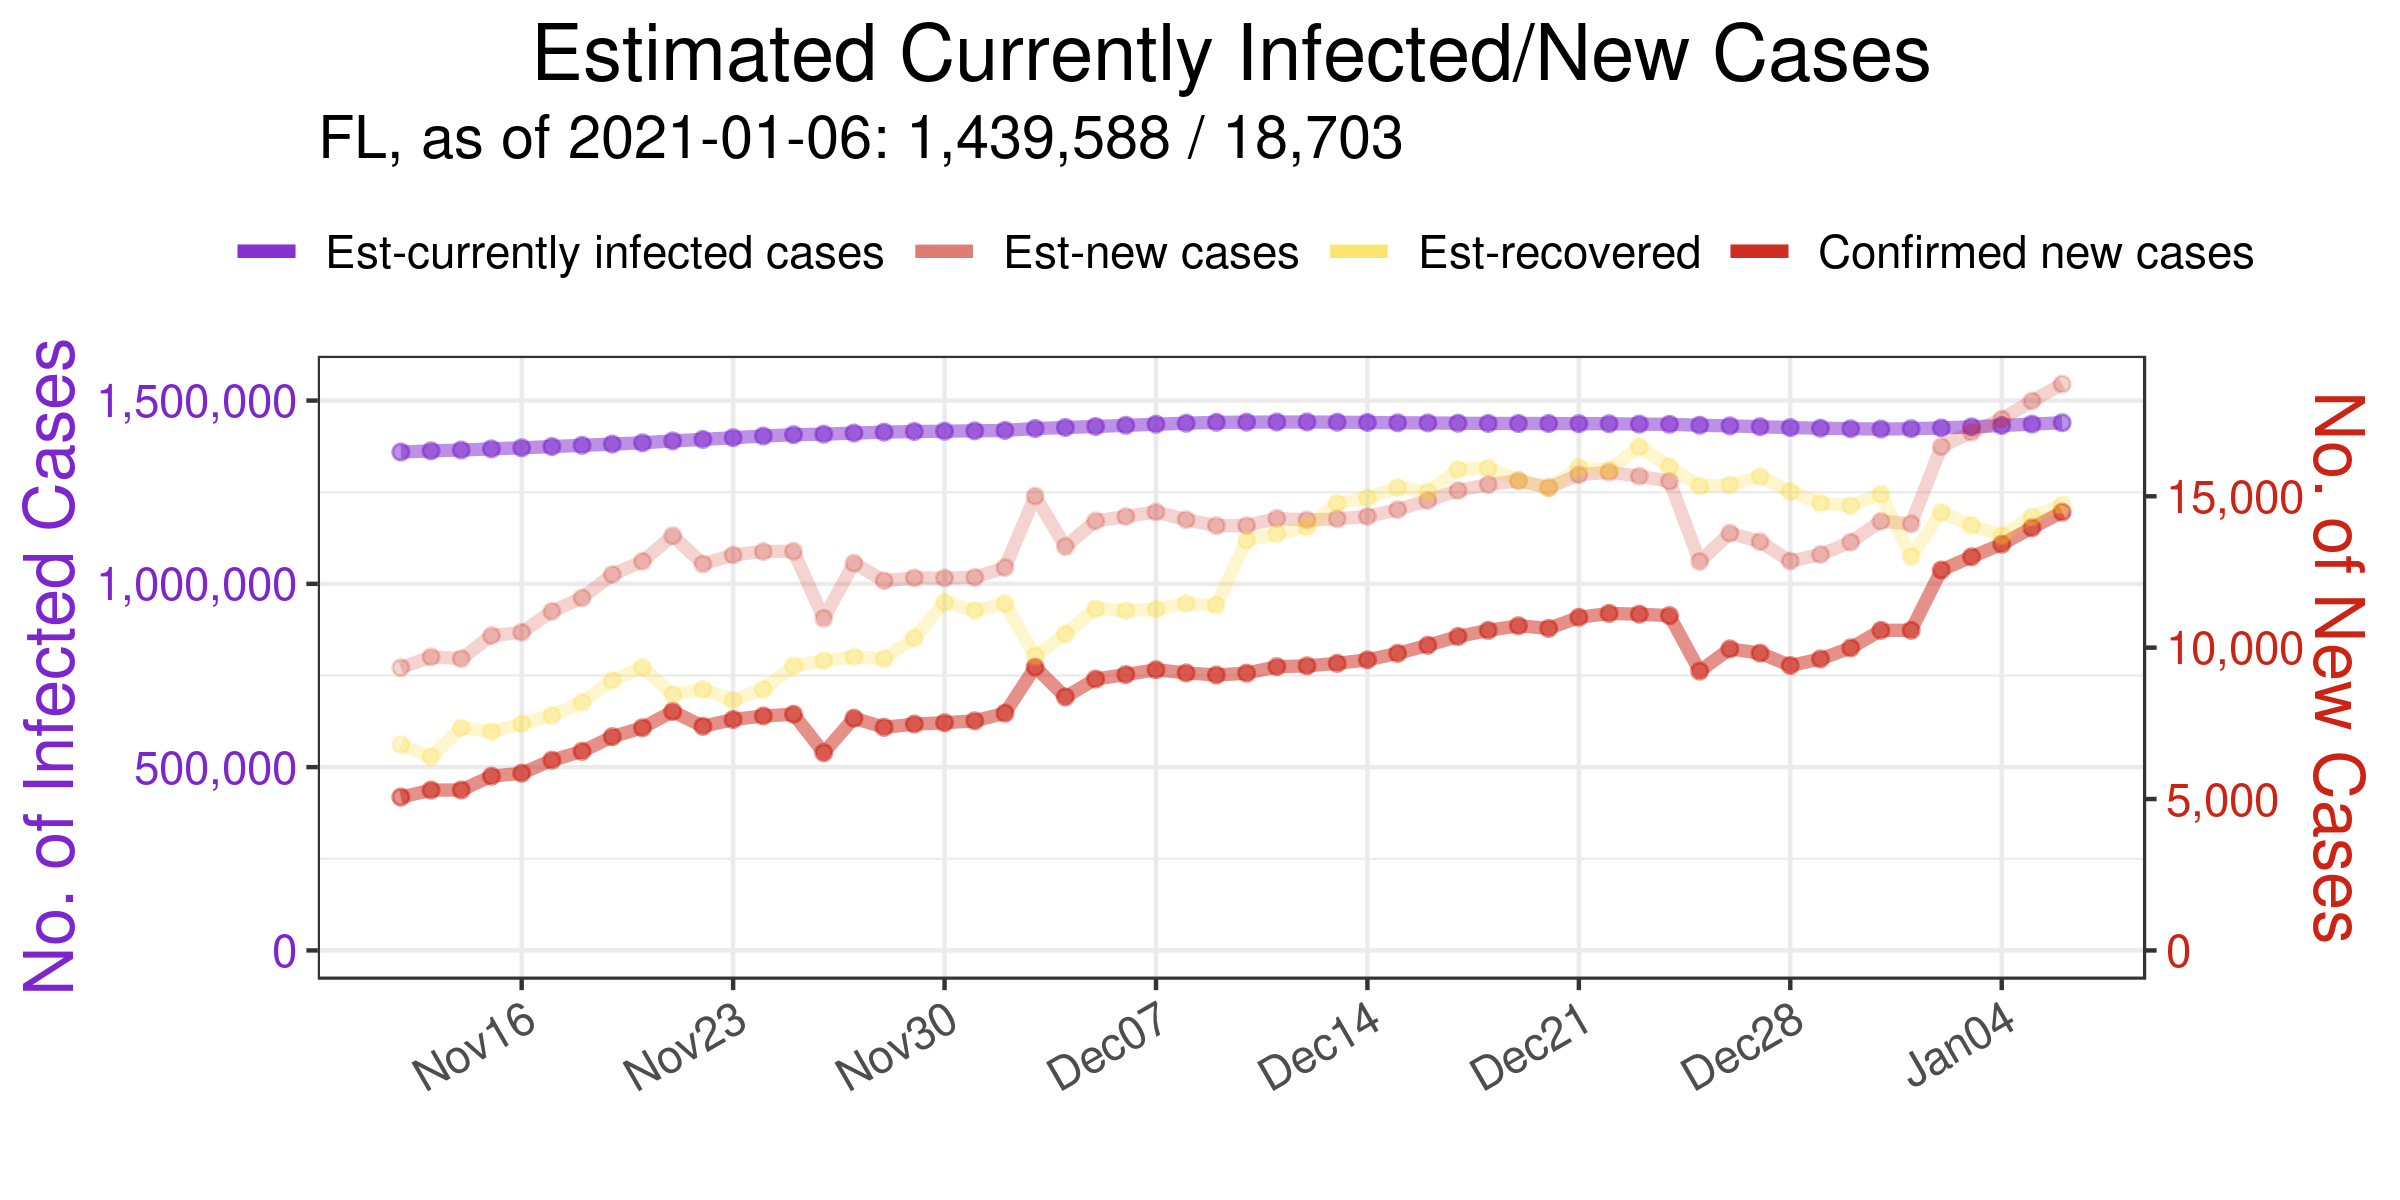 Estimated Currently Infected/New Cases
FL, as of 2021-01-06: 1,439,588 / 18,703
Est-currently infected cases Est-new cases Est-recovered Confirmed new cases
No. of Infected Cases
1,500,000
1,000,000
500,000
0
15,000
10,000
5,000
0
No. of New Cases
Nov16 Nov23 Nov30 Dec07 Dec14 Dec21 Dec28 Jan04